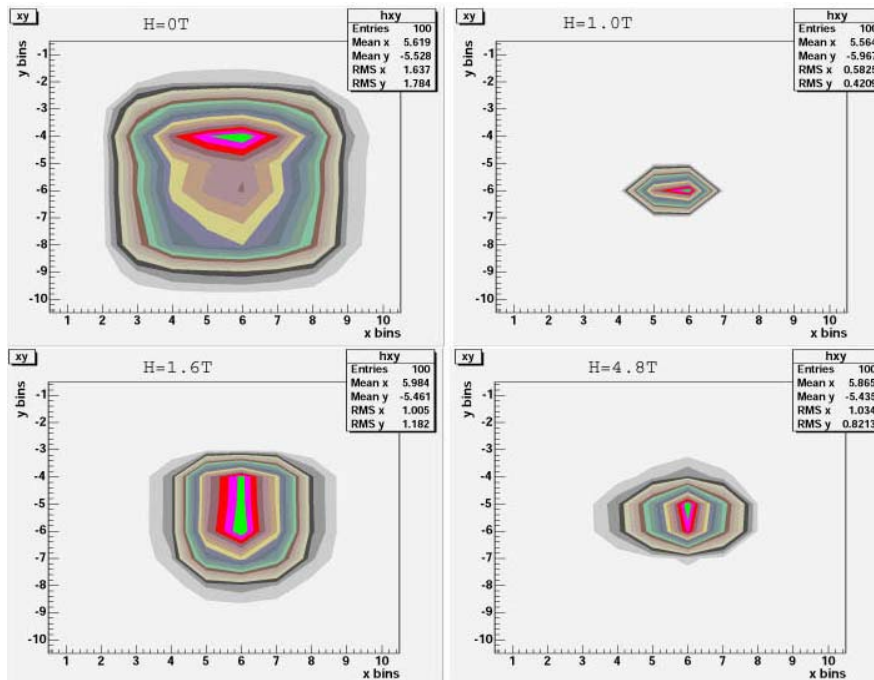 xy
H=0T
hxy
Entries 100
Mean x 5.619
Mean y -5.528
RMS x 1.637
RMS y 1.784
y bins
-1
-2
-3
-4
-5
-6
-7
-8
-9
-10
1 2 3 4 5 6 7 8 9 10
x bins
xy
H=1.0T
hxy
Entries 100
Mean x 5.564
Mean y -5.967
RMS x 0.5825
RMS y 0.4209
y bins
-1
-2
-3
-4
-5
-6
-7
-8
-9
-10
1 2 3 4 5 6 7 8 9 10
x bins
xy
H=1.6T
hxy
Entries 100
Mean x 5.984
Mean y -5.461
RMS x 1.005
RMS y 1.182
y bins
-1
-2
-3
-4
-5
-6
-7
-8
-9
-10
1 2 3 4 5 6 7 8 9 10
x bins
xy
H=4.8T
hxy
Entries 100
Mean x 5.865
Mean y -5.435
RMS x 1.034
RMS y 0.8213
y bins
-1
-2
-3
-4
-5
-6
-7
-8
-9
-10
1 2 3 4 5 6 7 8 9 10
x bins